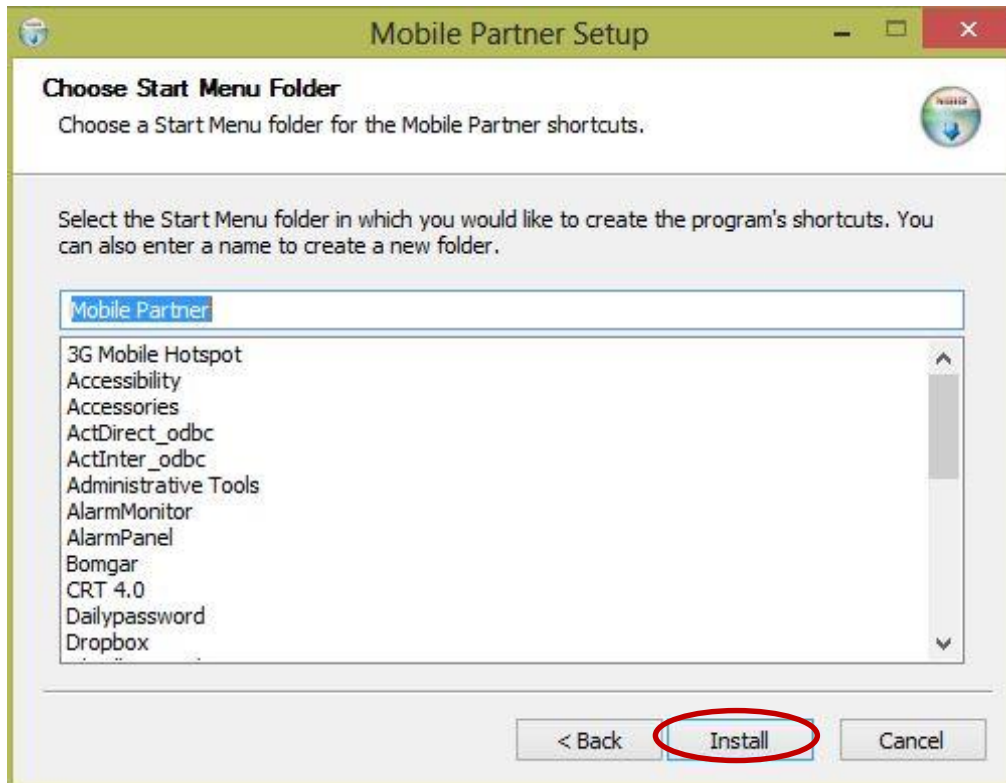 Mobile Partner Setup
Choose Start Menu Folder
Choose a Start Menu folder for the Mobile Partner shortcuts.
Select the Start Menu folder in which you would like to create the program's shortcuts. You
can also enter a name to create a new folder.
Mobile Partner
3G Mobile Hotspot
Accessibility
Accessories
ActDirect_odbc
ActInter_odbc
Administrative Tools
AlarmMonitor
AlarmPanel
Bomgar
CRT 4.0
Dailypassword
Dropbox
< Back Install Cancel